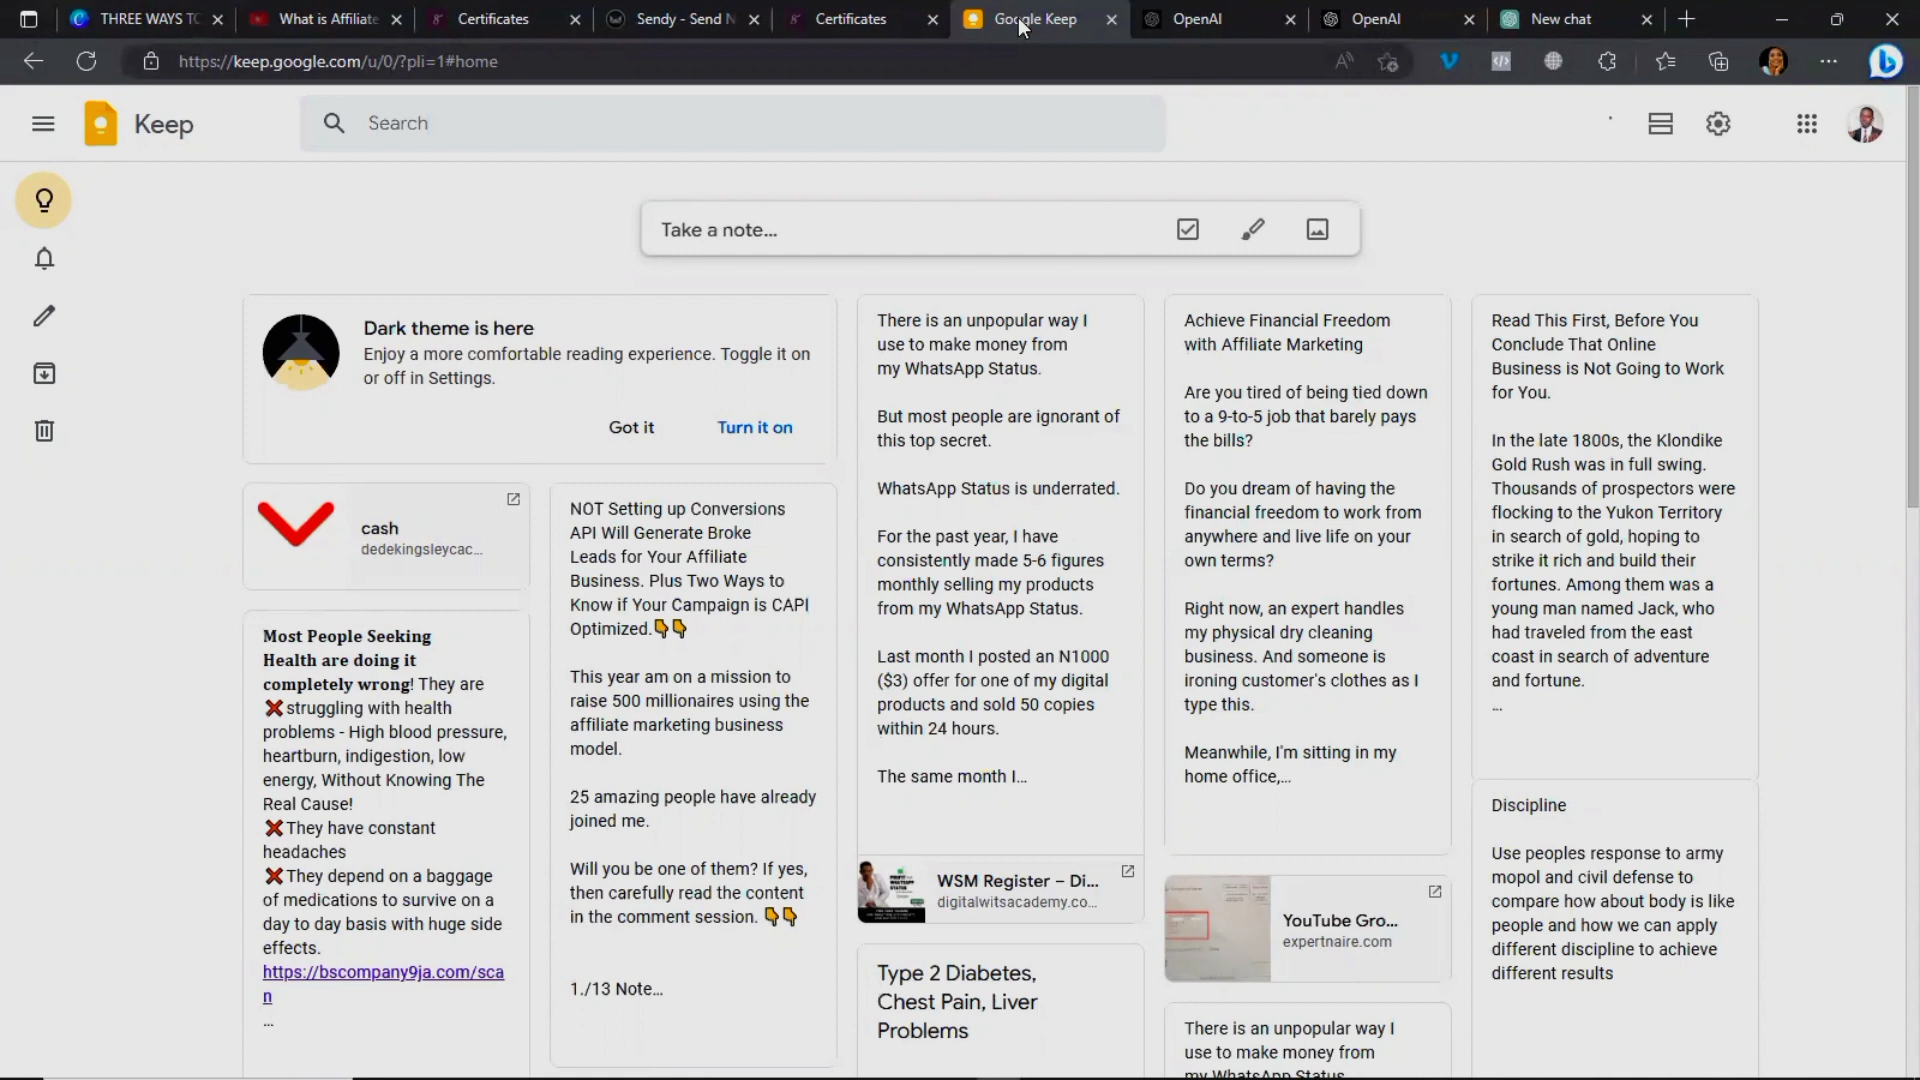 THREE WAYS TO
What is Affiliate
Certificates
Sendy - Send N
Certificates
Google Keep
OpenAI
OpenAI
New chat
https://keep.google.com/u/0/?pli=1#home
Keep
Search
Take a note...
Dark theme is here
Enjoy a more comfortable reading experience. Toggle it on
or off in Settings.
Got it
Turn it on
cash
dedekingsleycac...
Most People Seeking
Health are doing it
completely wrong! They are
❌struggling with health
problems - High blood pressure,
heartburn, indigestion, low
energy, Without Knowing The
Real Cause!
❌They have constant
headaches
❌They depend on a baggage
of medications to survive on a
day to day basis with huge side
effects.
https://bscompany9ja.com/sca
n
...
NOT Setting up Conversions
API Will Generate Broke
Leads for Your Affiliate
Business. Plus Two Ways to
Know if Your Campaign is CAPI
Optimized.👇👇
This year am on a mission to
raise 500 millionaires using the
affiliate marketing business
model.
25 amazing people have already
joined me.
Will you be one of them? If yes,
then carefully read the content
in the comment session. 👇👇
1./13 Note...
There is an unpopular way I
use to make money from
my WhatsApp Status.
But most people are ignorant of
this top secret.
WhatsApp Status is underrated.
For the past year, I have
consistently made 5-6 figures
monthly selling my products
from my WhatsApp Status.
Last month I posted an N1000
($3) offer for one of my digital
products and sold 50 copies
within 24 hours.
The same month I...
WSM Register – Di...
digitalwitsacademy.co...
Type 2 Diabetes,
Chest Pain, Liver
Problems
Achieve Financial Freedom
with Affiliate Marketing
Are you tired of being tied down
to a 9-to-5 job that barely pays
the bills?
Do you dream of having the
financial freedom to work from
anywhere and live life on your
own terms?
Right now, an expert handles
my physical dry cleaning
business. And someone is
ironing customer's clothes as I
type this.
Meanwhile, I'm sitting in my
home office,...
YouTube Gro...
expertnaire.com
There is an unpopular way I
use to make money from
my WhatsApp Status
Read This First, Before You
Conclude That Online
Business is Not Going to Work
for You.
In the late 1800s, the Klondike
Gold Rush was in full swing.
Thousands of prospectors were
flocking to the Yukon Territory
in search of gold, hoping to
strike it rich and build their
fortunes. Among them was a
young man named Jack, who
had traveled from the east
coast in search of adventure
and fortune.
...
Discipline
Use peoples response to army
mopol and civil defense to
compare how about body is like
people and how we can apply
different discipline to achieve
different results